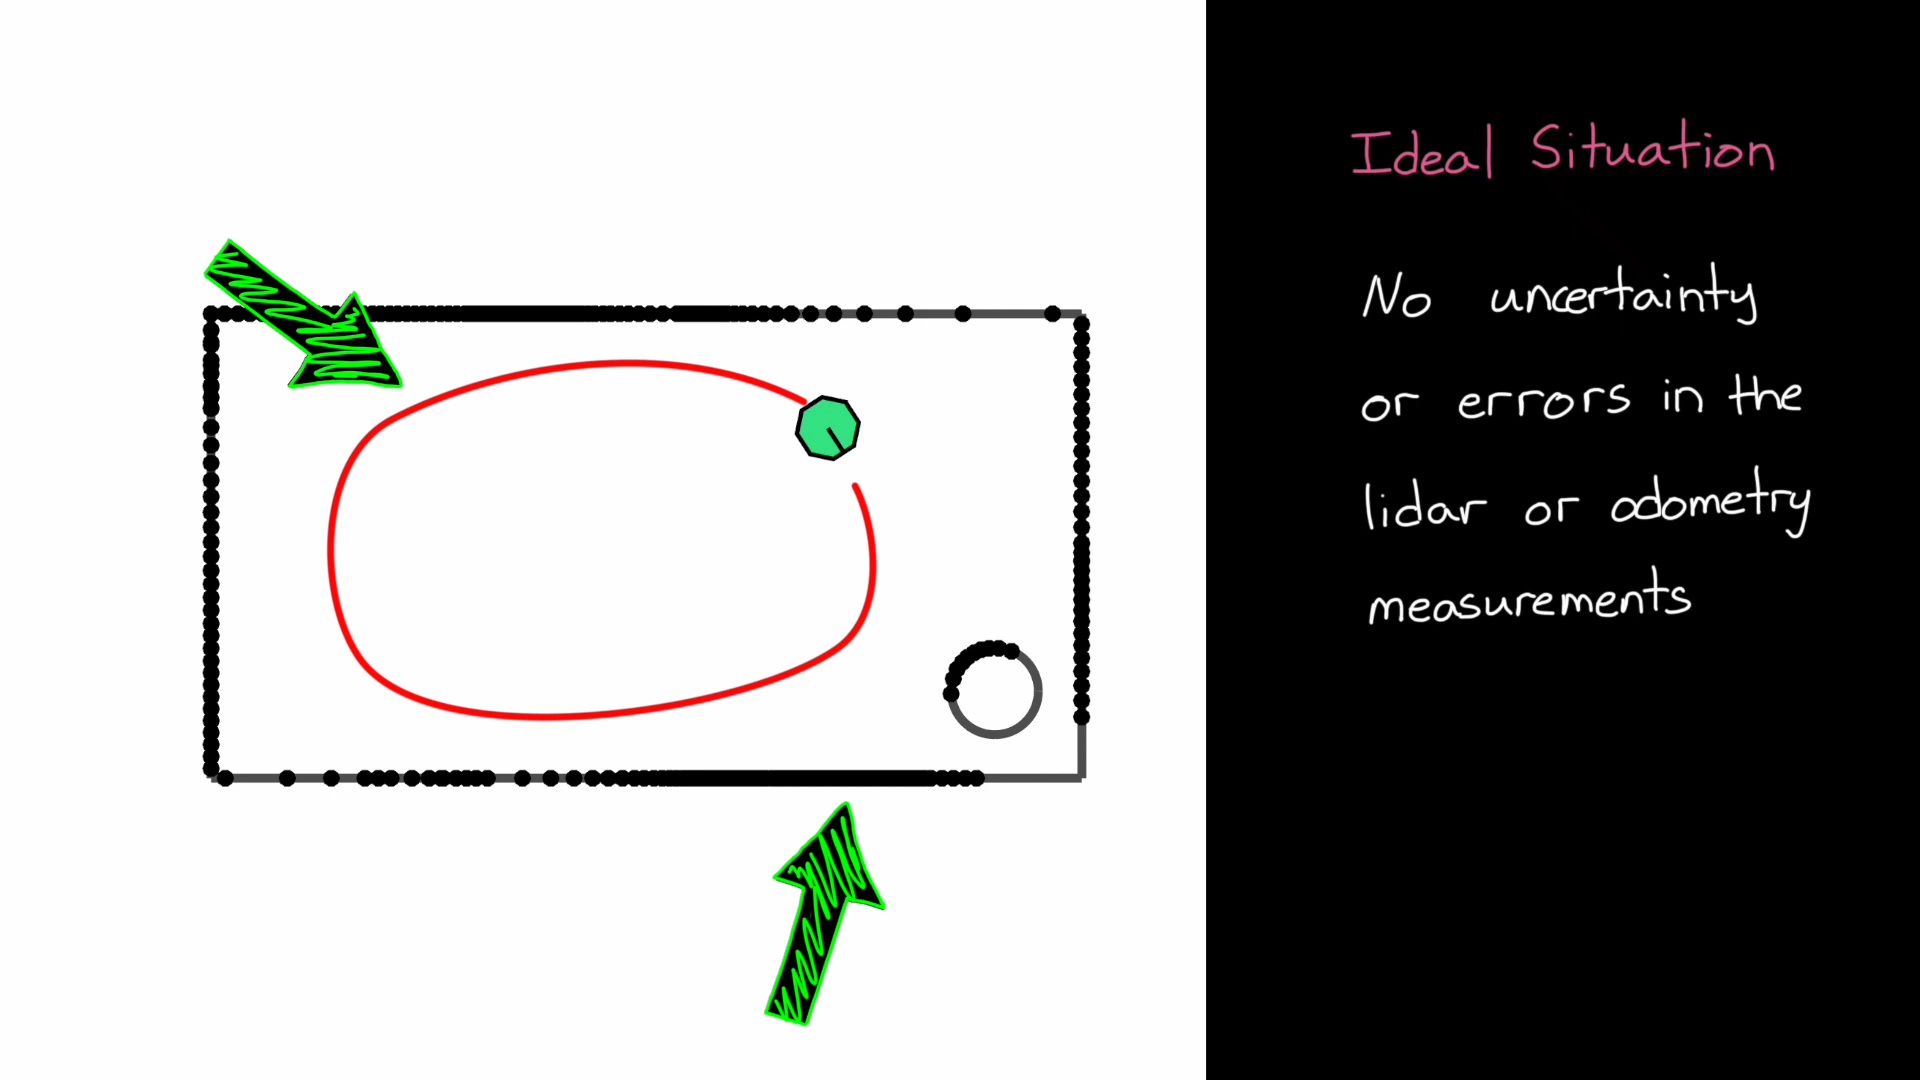 Ideal Situation
No uncertainty
or errors in the
lidar or odometry
measurements